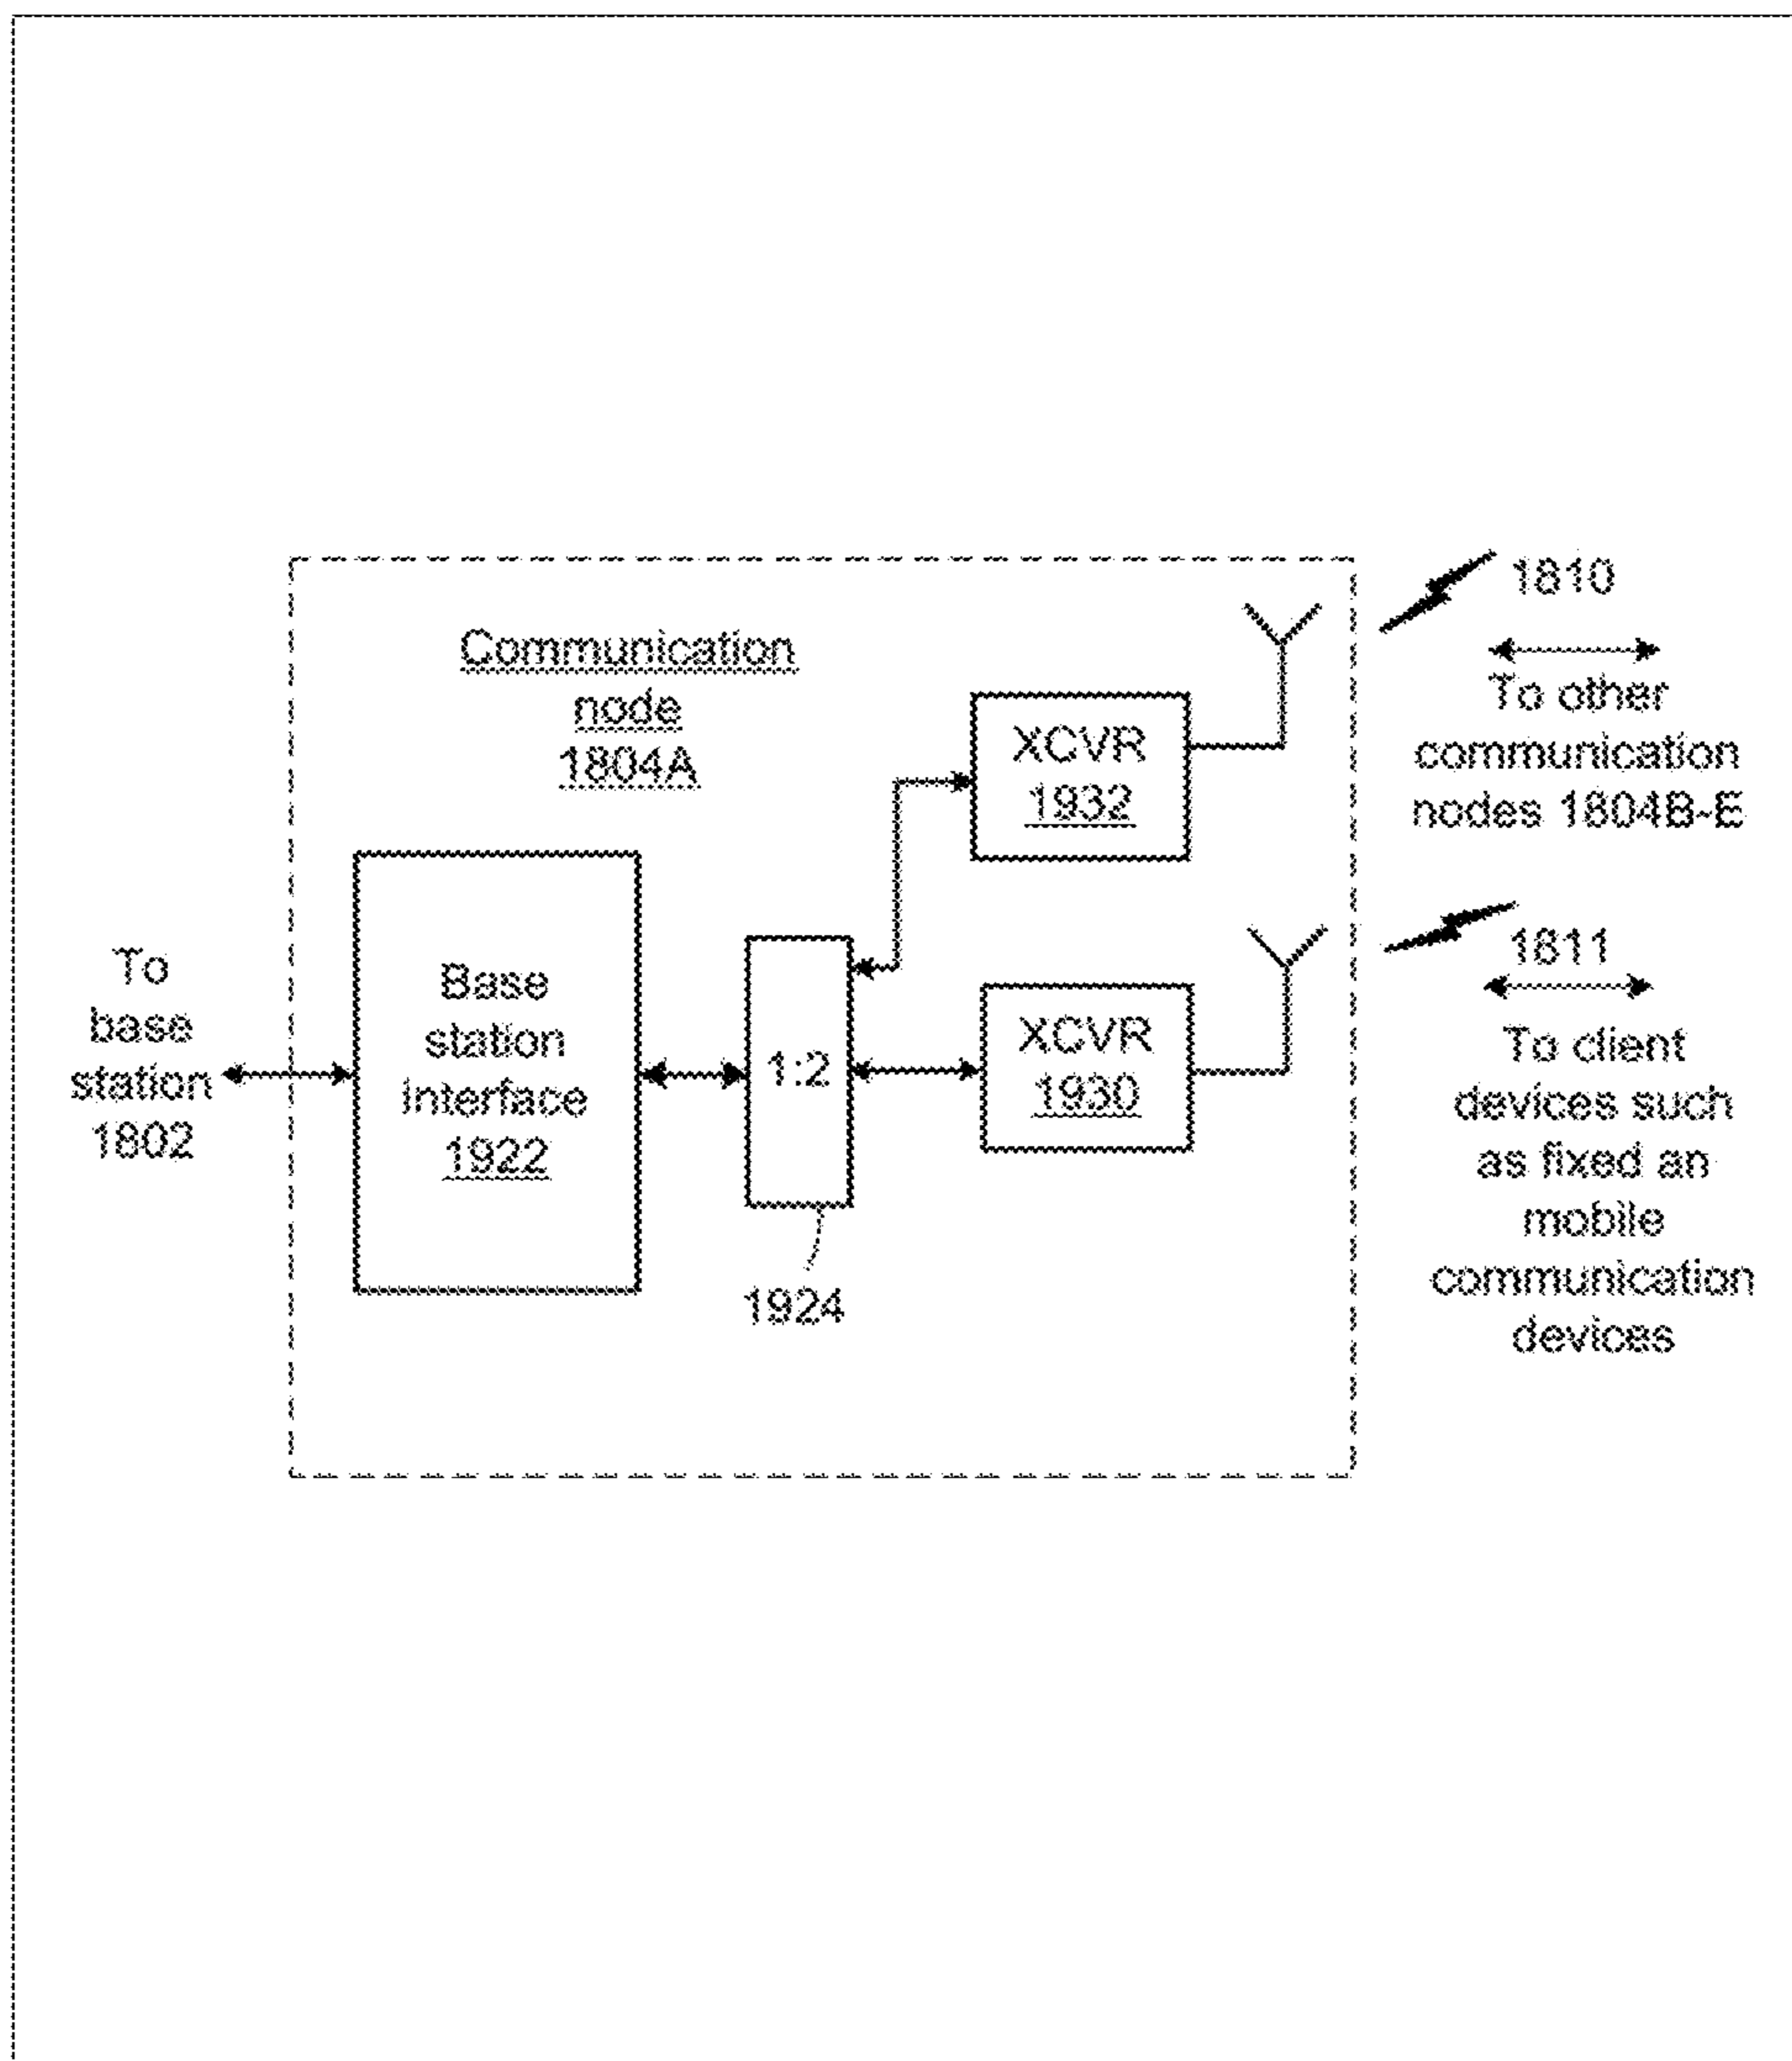 Communication
node
1804A
To
base
station
1802
Base
station
interface
1922
1:2
1924
XCVR
1932
XCVR
1930
1810
To other
communication
nodes 1804B-E
1811
To client
devices such
as fixed an
mobile
communication
devices